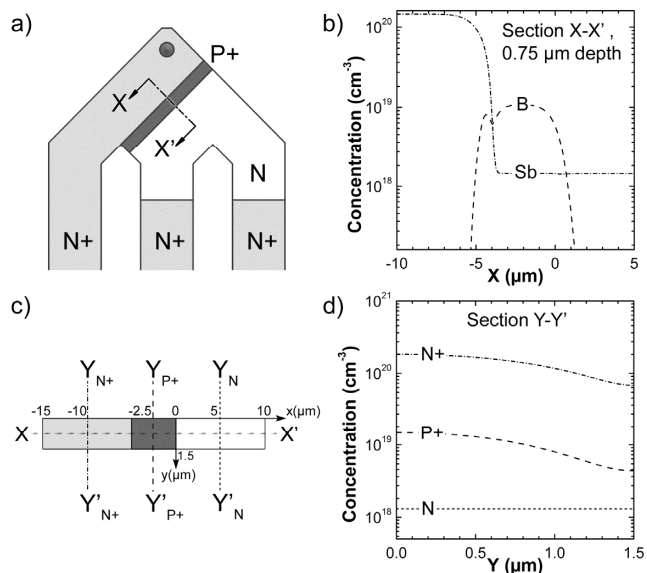 a)
P+
X
X'
N
N+
N+
N+
b)
Section X-X' ,
0.75 μm depth
B
Sb
10^20
10^19
10^18
Concentration (cm^-3)
-10
-5
0
5
X (μm)
c)
Y_N+
Y_P+
Y_N
-15
-10
-2.5
0
5
10
x(μm)
X
X'
1.5
y(μm)
Y'_N+
Y'_P+
Y'_N
d)
Section Y-Y'
N+
P+
N
10^21
10^20
10^19
10^18
Concentration (cm^-3)
0.0
0.5
1.0
1.5
Y (μm)